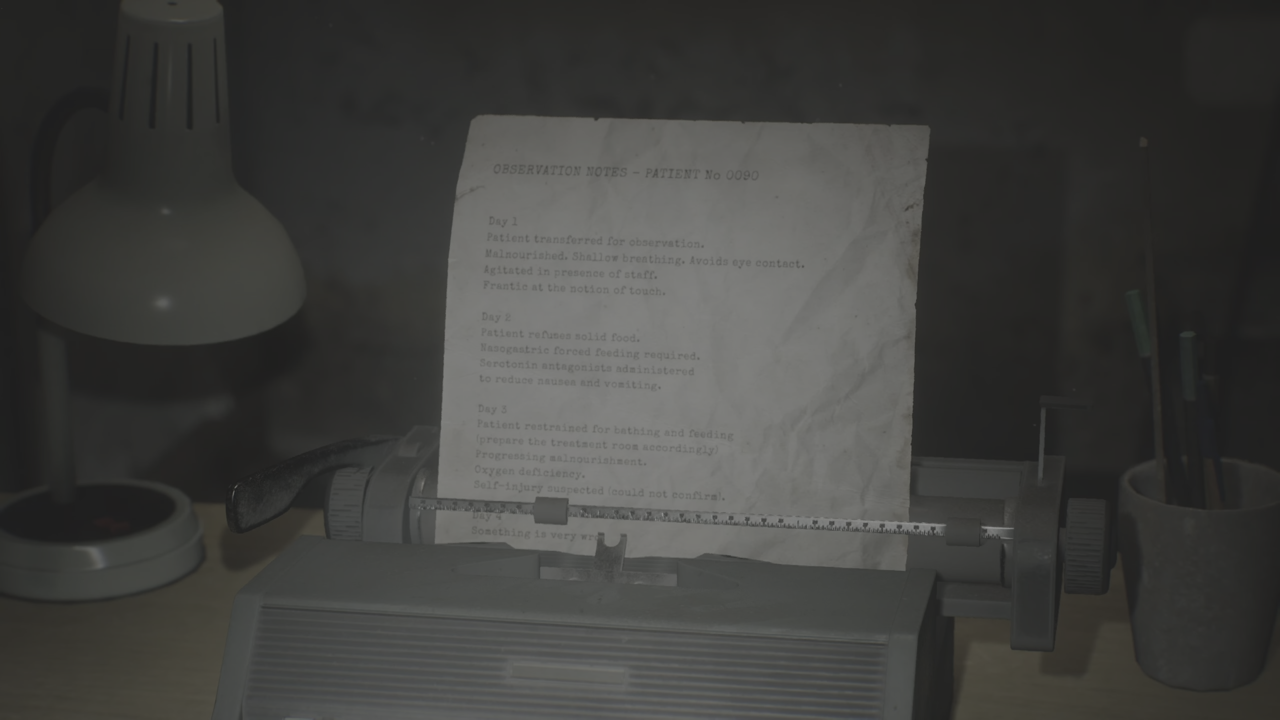 OBSERVATION NOTES - PATIENT No 0090
Day 1
Patient transferred for observation.
Malnourished. Shallow breathing. Avoids eye contact.
Agitated in presence of staff.
Frantic at the notion of touch.
Day 2
Patient refuses solid food.
Nasogastric forced feeding required.
Serotonin antagonists administered
to reduce nausea and vomiting.
Day 3
Patient restrained for bathing and feeding
(prepare the treatment room accordingly)
Progressing malnourishment.
Oxygen deficiency.
Self-injury suspected (could not confirm).
Day 4
Something is very